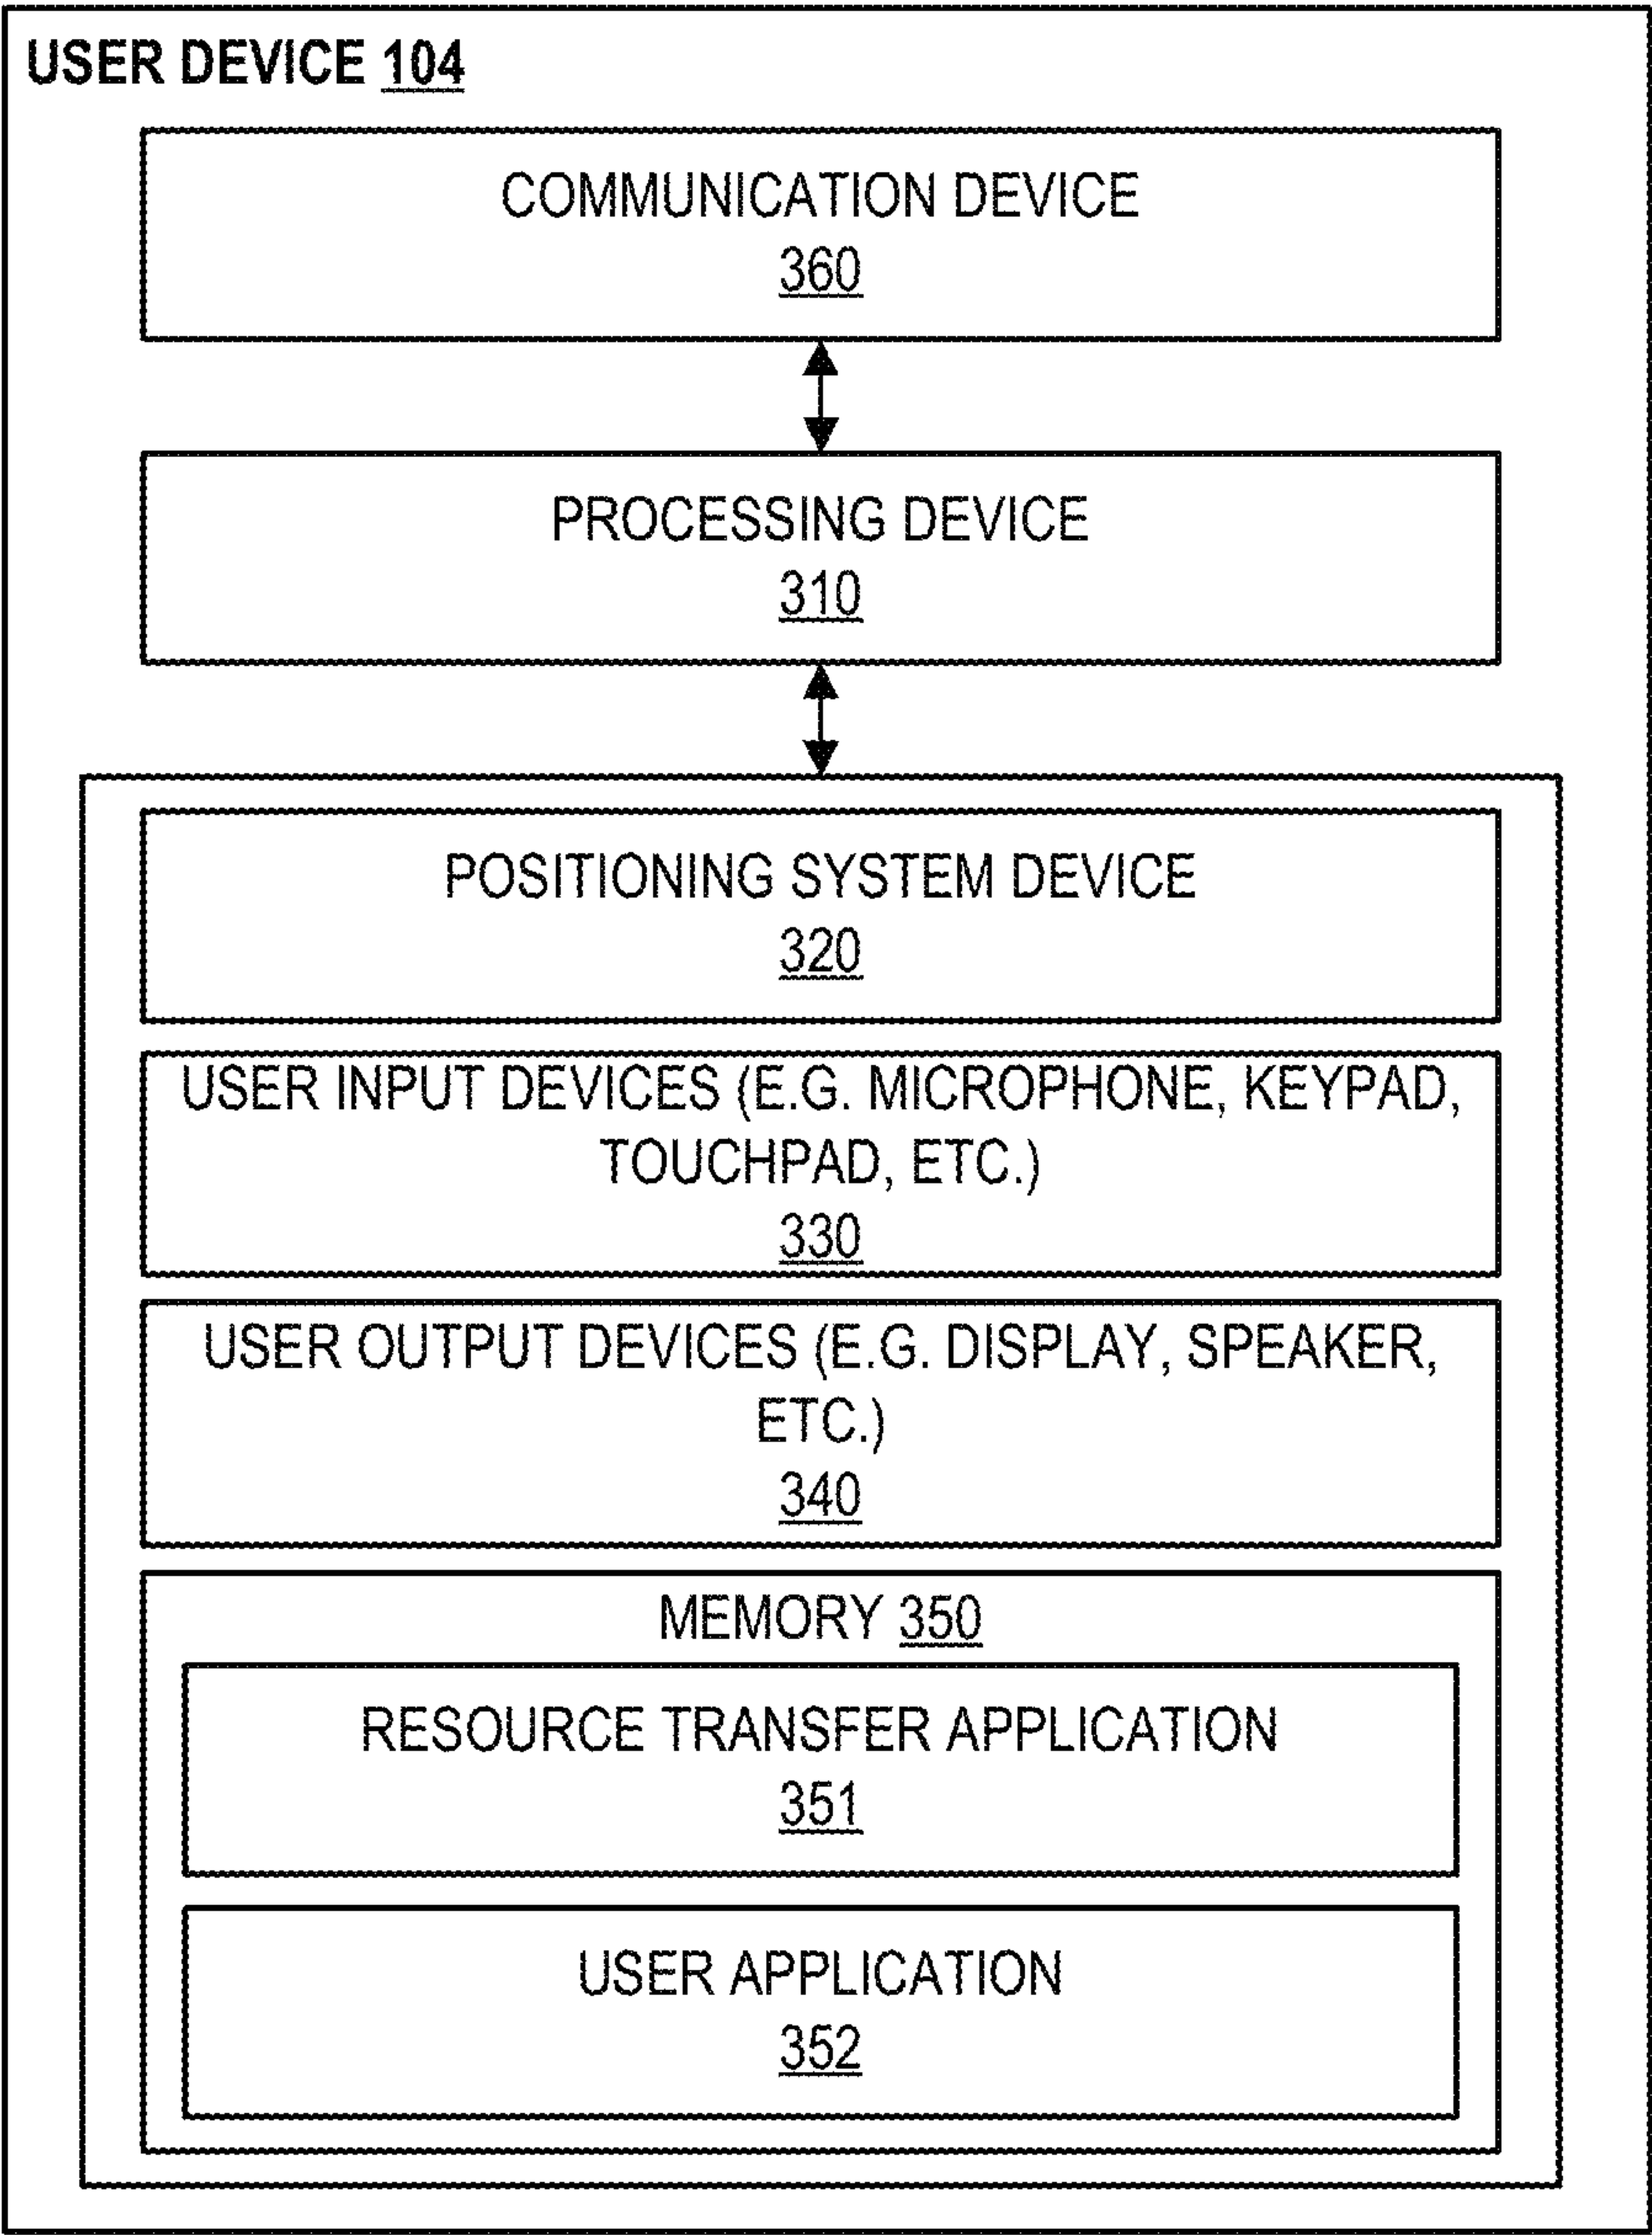 USER DEVICE 104
COMMUNICATION DEVICE
360
PROCESSING DEVICE
310
POSITIONING SYSTEM DEVICE
320
USER INPUT DEVICES (E.G. MICROPHONE, KEYPAD,
TOUCHPAD, ETC.)
330
USER OUTPUT DEVICES (E.G. DISPLAY, SPEAKER,
ETC.)
340
MEMORY 350
RESOURCE TRANSFER APPLICATION
351
USER APPLICATION
352